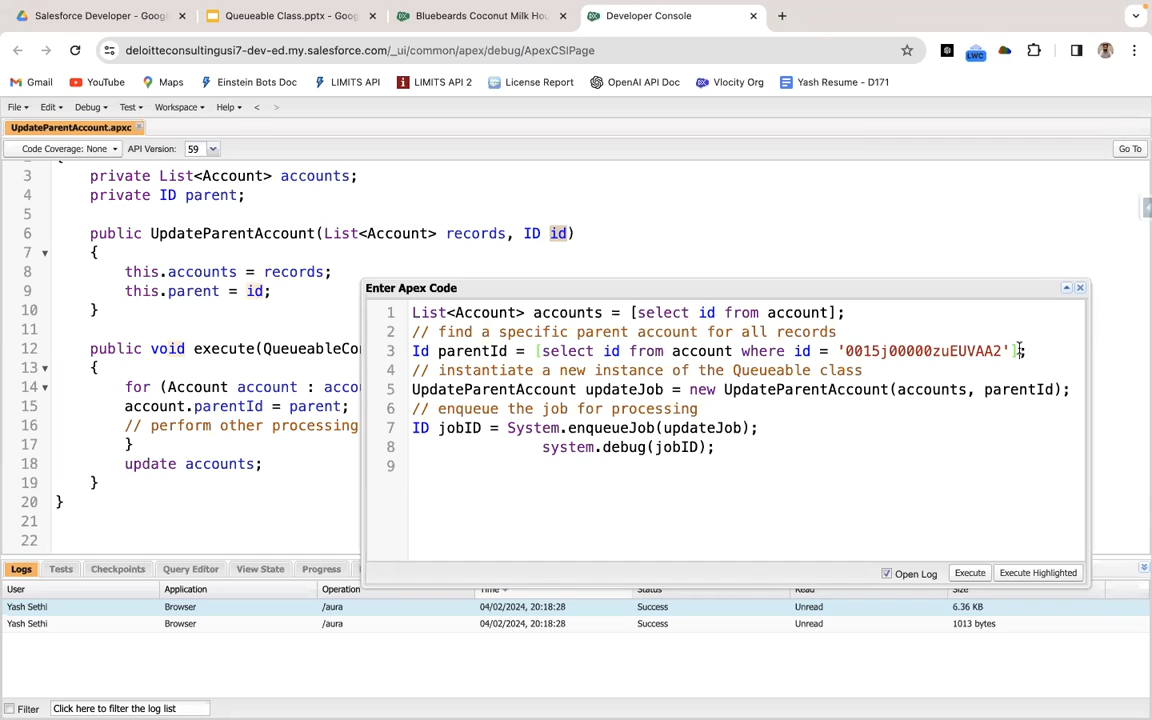 Salesforce Developer - Goog
Queueable Class.pptx - Goog
Bluebeards Coconut Milk Hou
Developer Console
deloitteconsultingusi7-dev-ed.my.salesforce.com/_ui/common/apex/debug/ApexCSIPage
Gmail
YouTube
Maps
Einstein Bots Doc
LIMITS API
LIMITS API 2
License Report
OpenAI API Doc
Vlocity Org
Yash Resume - D171
LWC
File
Edit
Debug
Test
Workspace
Help
<
>
UpdateParentAccount.apxc
Code Coverage: None
API Version:
59
Go To
3 private List<Account> accounts;
4 private ID parent;
5
6 public UpdateParentAccount(List<Account> records, ID id)
7 {
8 this.accounts = records;
9 this.parent = id;
10 }
11
12 public void execute(QueueableCo
13 {
14 for (Account account : accou
15 account.parentId = parent;
16 // perform other processing
17 }
18 update accounts;
19 }
20 }
21
22
Enter Apex Code
1 List<Account> accounts = [select id from account];
2 // find a specific parent account for all records
3 Id parentId = [select id from account where id = '0015j00000zuEUVAA2'];
4 // instantiate a new instance of the Queueable class
5 UpdateParentAccount updateJob = new UpdateParentAccount(accounts, parentId);
6 // enqueue the job for processing
7 ID jobID = System.enqueueJob(updateJob);
8 system.debug(jobID);
9
Open Log
Execute
Execute Highlighted
Logs
Tests
Checkpoints
Query Editor
View State
Progress
User
Application
Operation
Time
Status
Read
Size
Yash Sethi
Browser
/aura
04/02/2024, 20:18:28
Success
Unread
6.36 KB
Yash Sethi
Browser
/aura
04/02/2024, 20:18:28
Success
Unread
1013 bytes
Filter
Click here to filter the log list